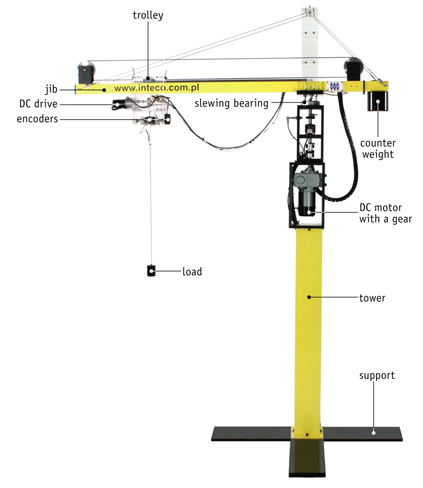 trolley
jib
www.inteco.com.pl
DC drive
slewing bearing
encoders
counter
weight
DC motor
with a gear
load
tower
support